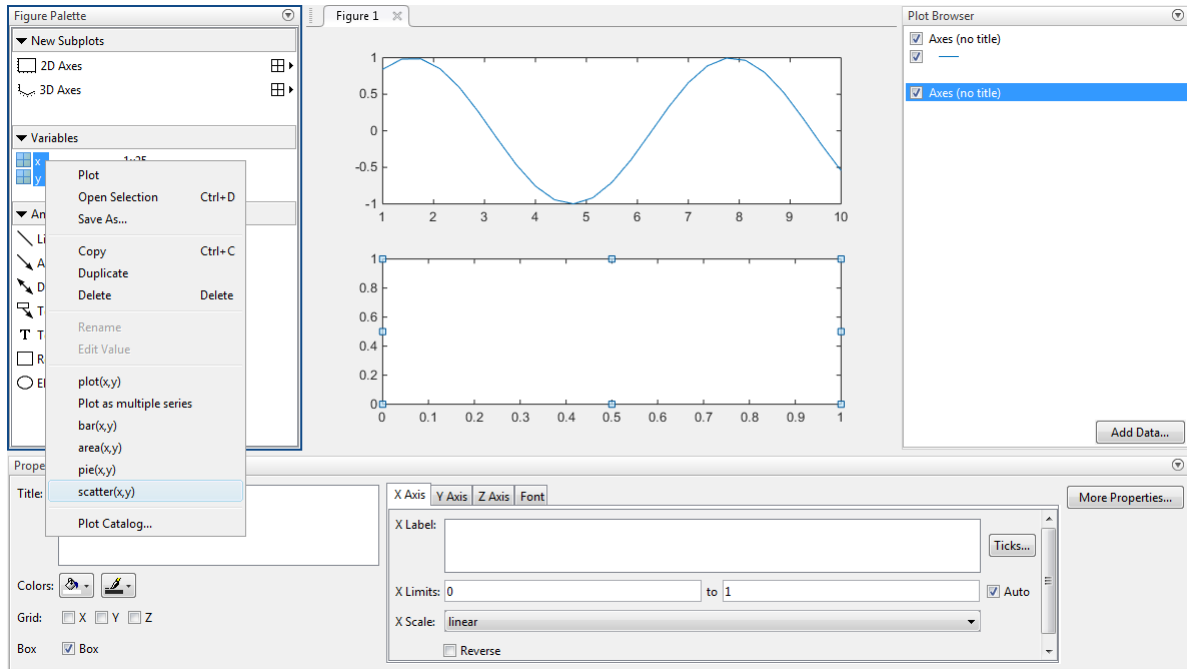 Figure Palette
New Subplots
2D Axes
3D Axes
Variables
x
y
Plot
Open Selection Ctrl+D
Save As...
Copy Ctrl+C
Duplicate
Delete Delete
Rename
Edit Value
plot(x,y)
Plot as multiple series
bar(x,y)
area(x,y)
pie(x,y)
scatter(x,y)
Plot Catalog...
An
Li
A
D
T
T T
R
El
Figure 1
1
0.5
0
-0.5
-1
1 2 3 4 5 6 7 8 9 10
1
0.8
0.6
0.4
0.2
0
0 0.1 0.2 0.3 0.4 0.5 0.6 0.7 0.8 0.9 1
Plot Browser
Axes (no title)
Axes (no title)
Add Data...
Prope
Title:
Colors:
Grid: X Y Z
Box Box
X Axis Y Axis Z Axis Font
X Label:
Ticks...
X Limits: 0 to 1 Auto
X Scale: linear
Reverse
More Properties...